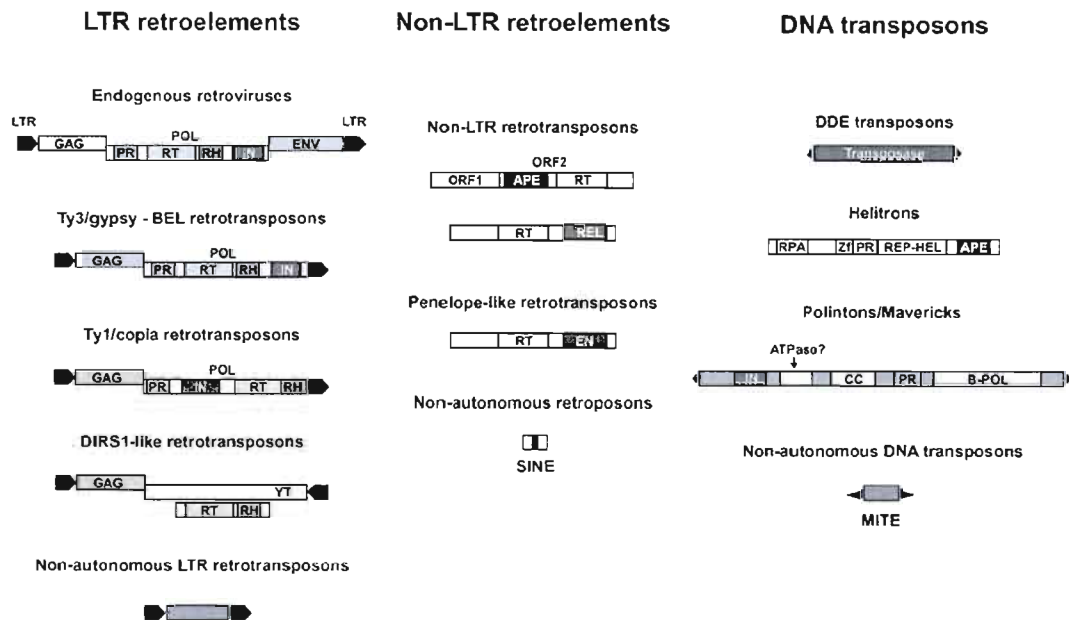 LTR retroelements
Endogenous retroviruses
LTR
LTR
POL
GAG
PR
RT
RH
IN
ENV
Ty3/gypsy - BEL retrotransposons
POL
GAG
PR
RT
RH
IN
Ty1/copia retrotransposons
POL
GAG
PR
IN
RT
RH
DIRS1-like retrotransposons
GAG
YT
RT
RH
Non-autonomous LTR retrotransposons
Non-LTR retroelements
Non-LTR retrotransposons
ORF2
ORF1
APE
RT
RT
REL
Penelope-like retrotransposons
RT
EN
Non-autonomous retroposons
SINE
DNA transposons
DDE transposons
Transposase
Helitrons
RPA
Zf
PR
REP-HEL
APE
Polintons/Mavericks
ATPase?
IN
CC
PR
B-POL
Non-autonomous DNA transposons
MITE